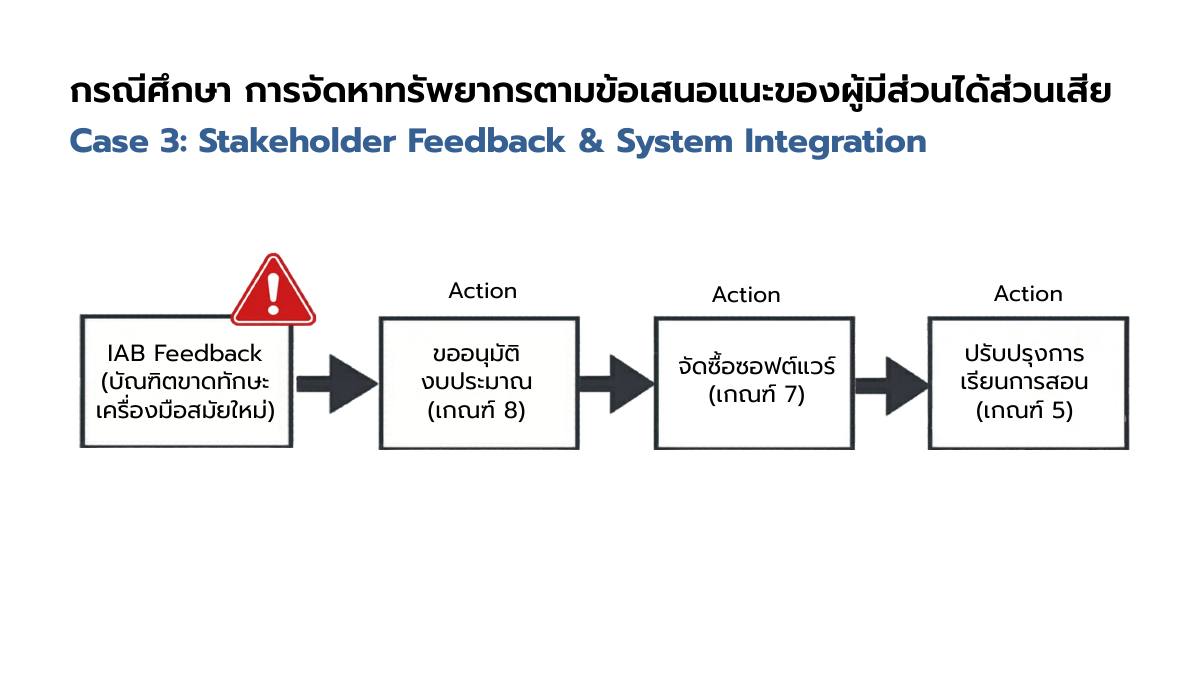 กรณีศึกษา การจัดหาทรัพยากรตามข้อเสนอแนะของผู้มีส่วนได้ส่วนเสีย
Case 3: Stakeholder Feedback & System Integration
IAB Feedback
(บัณฑิตขาดทักษะ
เครื่องมือสมัยใหม่)
Action
ขออนุมัติ
งบประมาณ
(เกณฑ์ 8)
Action
จัดซื้อซอฟต์แวร์
(เกณฑ์ 7)
Action
ปรับปรุงการ
เรียนการสอน
(เกณฑ์ 5)